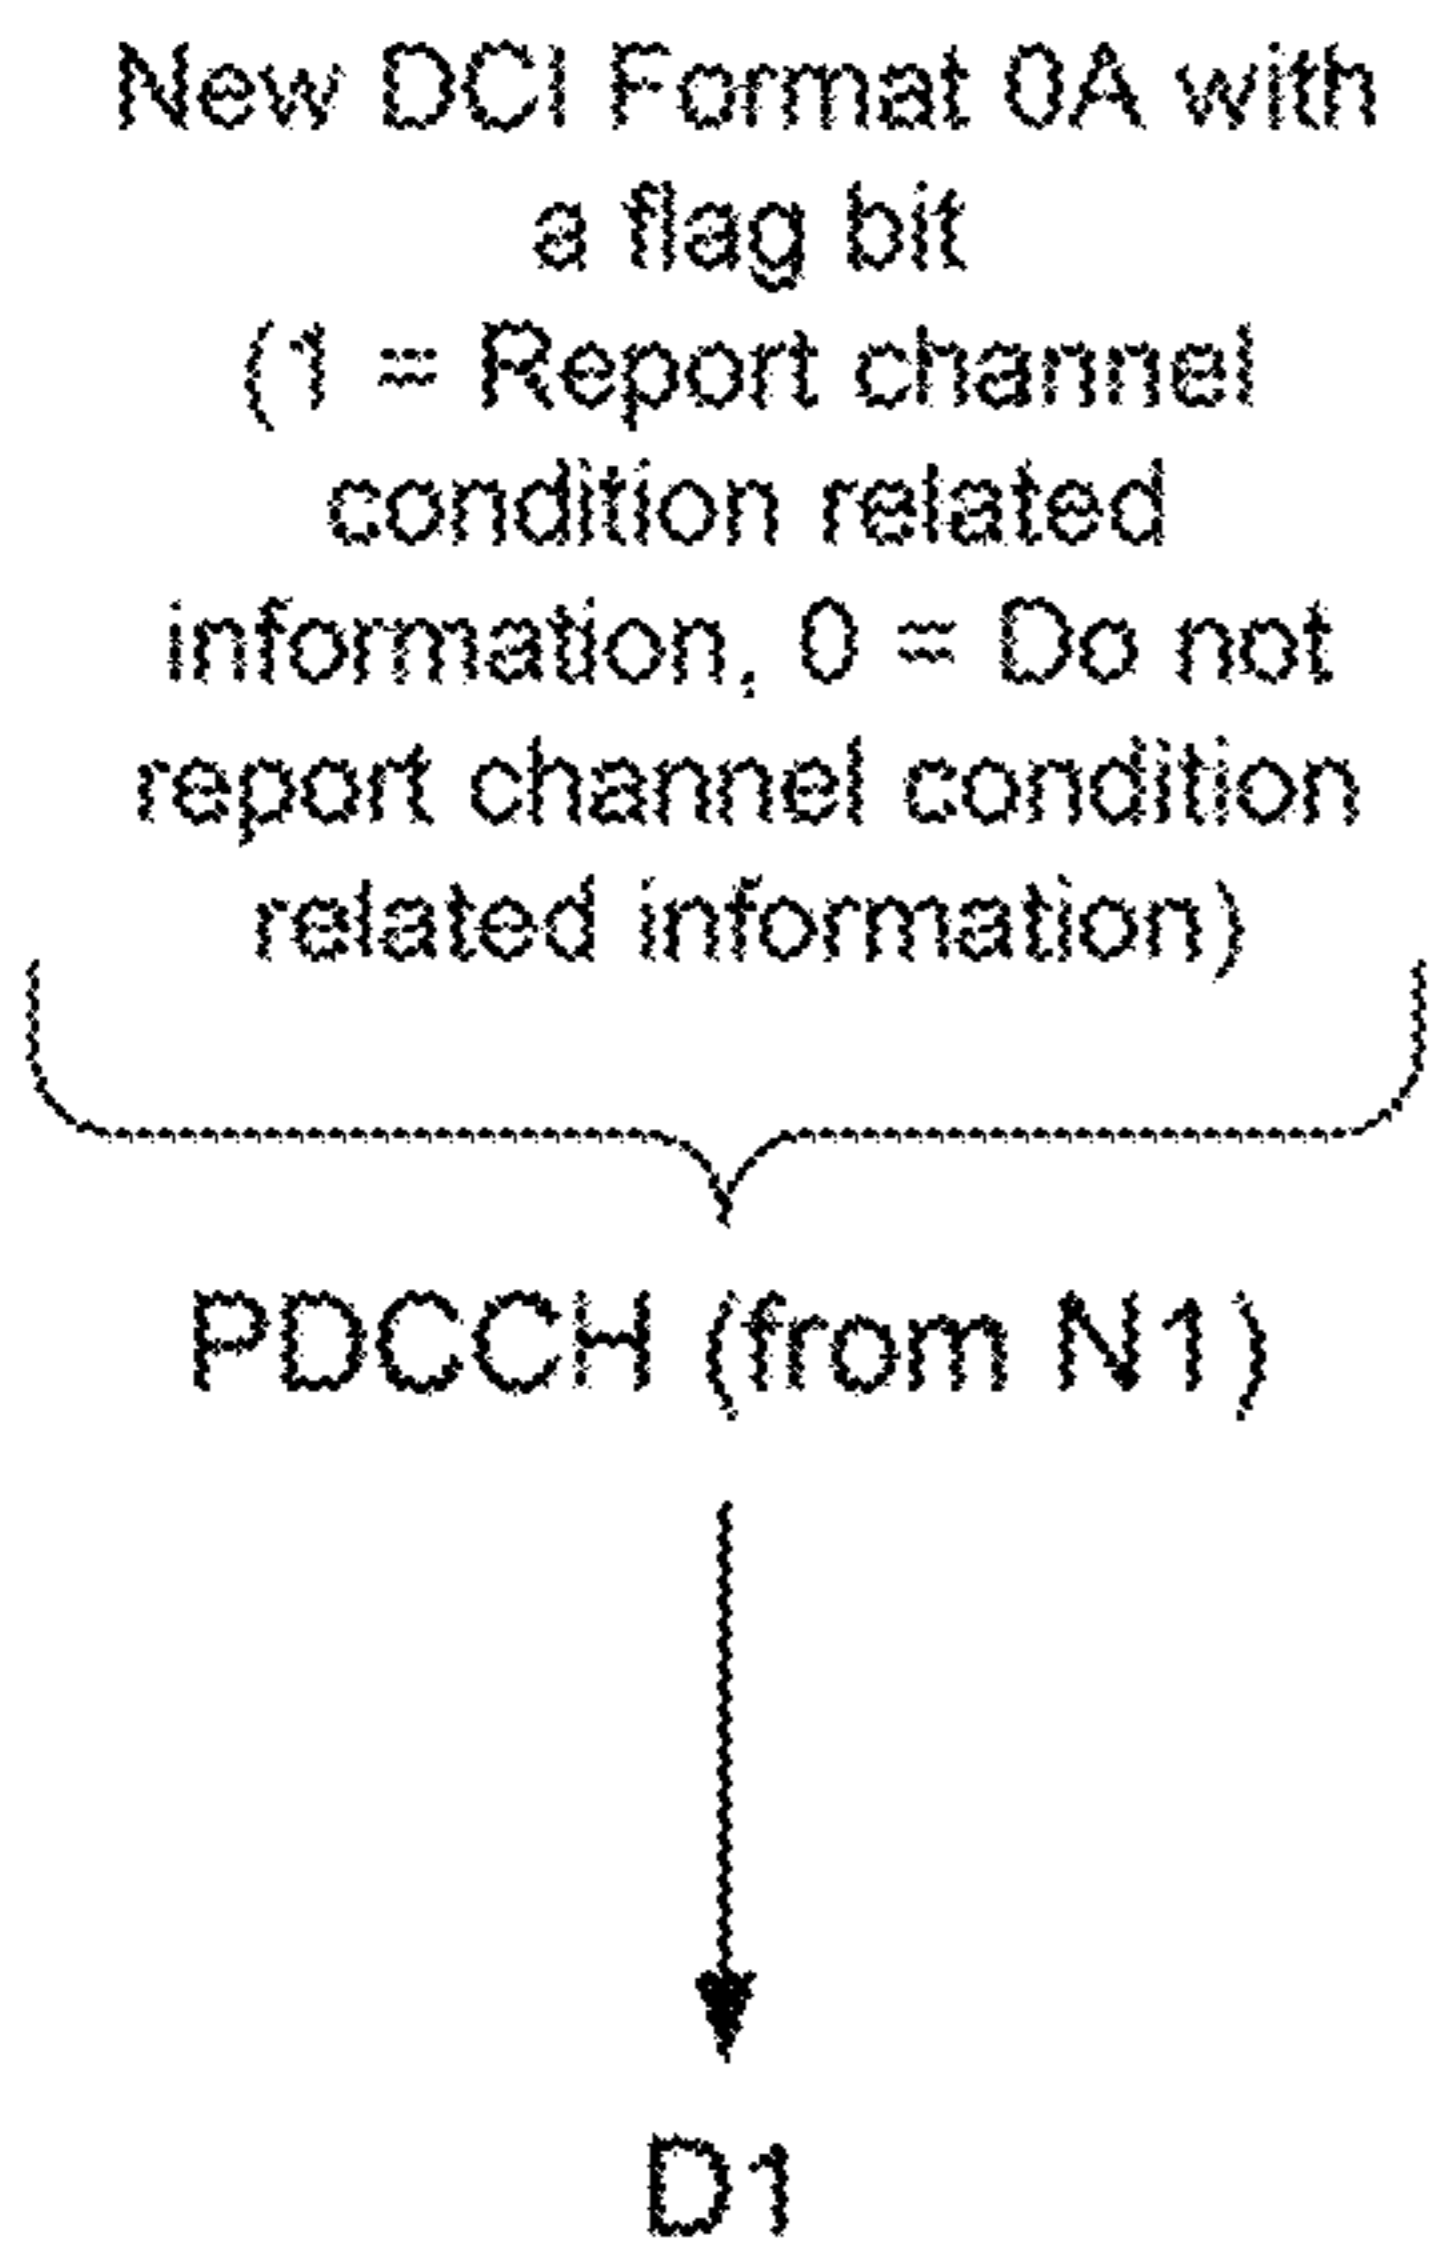 New DCI Format 0A with
a flag bit
(1 = Report channel
condition related
information, 0 = Do not
report channel condition
related information)
PDCCH (from N1)
D1